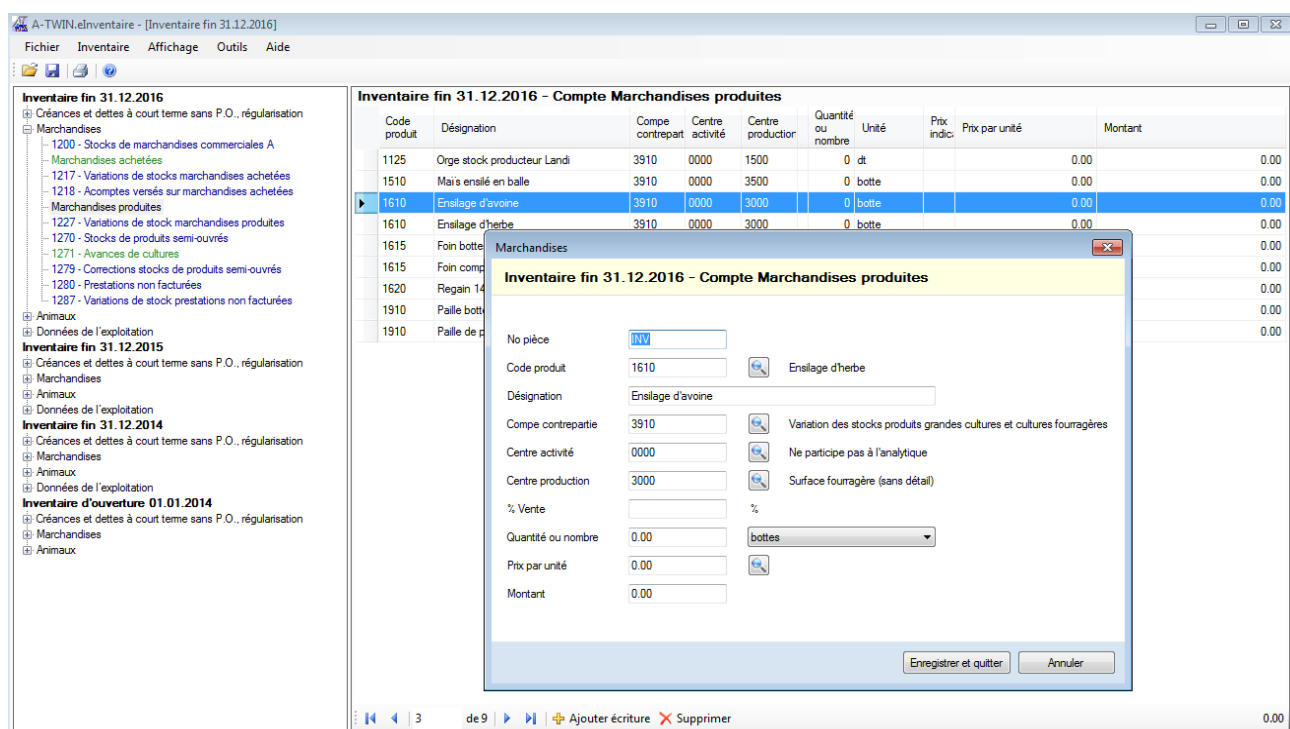 A-TWIN.eInventaire - [Inventaire fin 31.12.2016]
Fichier Inventaire Affichage Outils Aide
Inventaire fin 31.12.2016
Créances et dettes à court terme sans P.O., régularisation
Marchandises
1200 - Stocks de marchandises commerciales A
Marchandises achetées
1217 - Variations de stocks marchandises achetées
1218 - Acomptes versés sur marchandises achetées
Marchandises produites
1227 - Variations de stock marchandises produites
1270 - Stocks de produits semi-ouvrés
1271 - Avances de cultures
1279 - Corrections stocks de produits semi-ouvrés
1280 - Prestations non facturées
1287 - Variations de stock prestations non facturées
Animaux
Données de l'exploitation
Inventaire fin 31.12.2015
Créances et dettes à court terme sans P.O., régularisation
Marchandises
Animaux
Données de l'exploitation
Inventaire fin 31.12.2014
Créances et dettes à court terme sans P.O., régularisation
Marchandises
Animaux
Données de l'exploitation
Inventaire d'ouverture 01.01.2014
Créances et dettes à court terme sans P.O., régularisation
Marchandises
Animaux
Inventaire fin 31.12.2016 - Compte Marchandises produites
Code produit Désignation Compe contrepart Centre activité Centre production Quantité ou nombre Unité Prix indic Prix par unité Montant
1125 Orge stock producteur Landi 3910 0000 1500 0 dt 0.00 0.00
1510 Maïs ensilé en balle 3910 0000 3500 0 botte 0.00 0.00
1610 Ensilage d'avoine 3910 0000 3000 0 botte 0.00 0.00
1610 Ensilage d'herbe 3910 0000 3000 0 botte 0.00 0.00
1615 Foin botte 0.00
1615 Foin comp 0.00
1620 Regain 14 0.00
1910 Paille bott 0.00
1910 Paille de p 0.00
Marchandises
Inventaire fin 31.12.2016 - Compte Marchandises produites
No pièce INV
Code produit 1610 Ensilage d'herbe
Désignation Ensilage d'avoine
Compe contrepartie 3910 Variation des stocks produits grandes cultures et cultures fourragères
Centre activité 0000 Ne participe pas à l'analytique
Centre production 3000 Surface fourragère (sans détail)
% Vente %
Quantité ou nombre 0.00 bottes
Prix par unité 0.00
Montant 0.00
Enregistrer et quitter Annuler
3 de 9 Ajouter écriture Supprimer 0.00